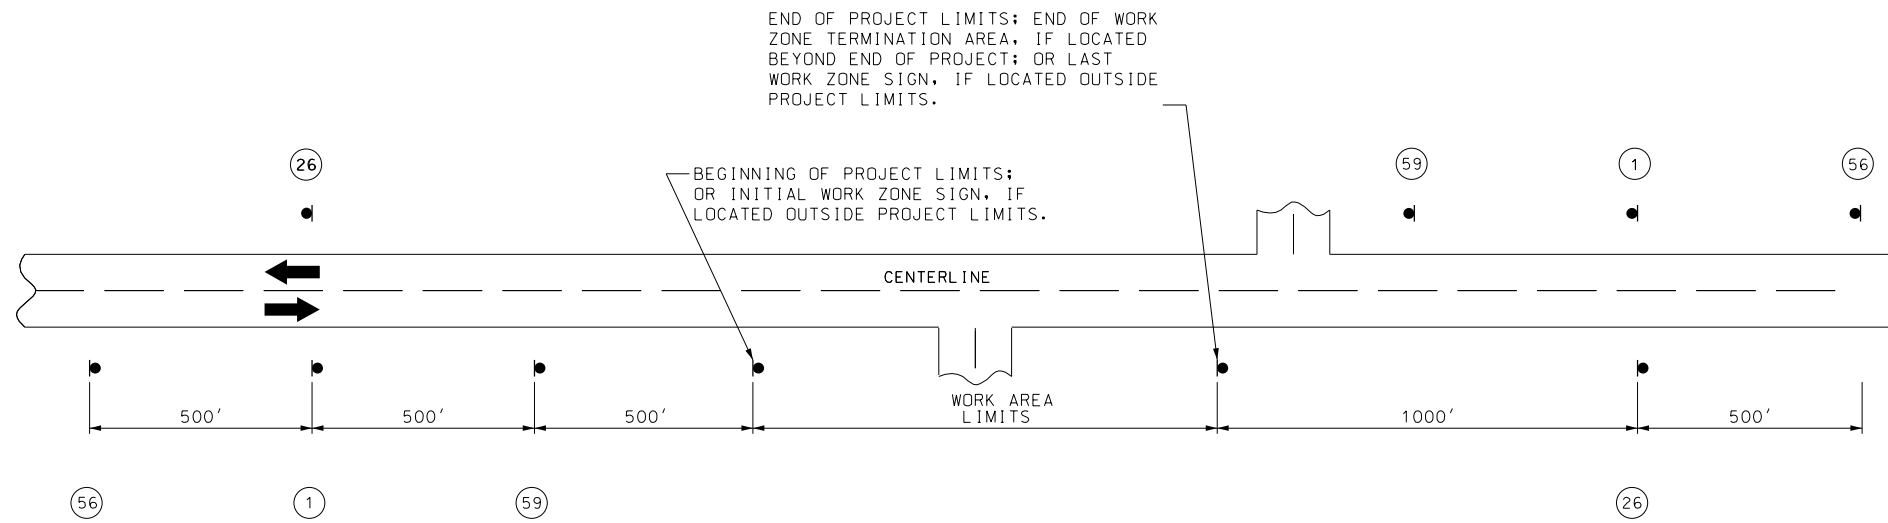 END OF PROJECT LIMITS; END OF WORK
ZONE TERMINATION AREA, IF LOCATED
BEYOND END OF PROJECT; OR LAST
WORK ZONE SIGN, IF LOCATED OUTSIDE
PROJECT LIMITS.
26
BEGINNING OF PROJECT LIMITS;
OR INITIAL WORK ZONE SIGN, IF
LOCATED OUTSIDE PROJECT LIMITS.
59
1
56
CENTERLINE
WORK AREA
LIMITS
500'
500'
500'
1000'
500'
56
1
59
26